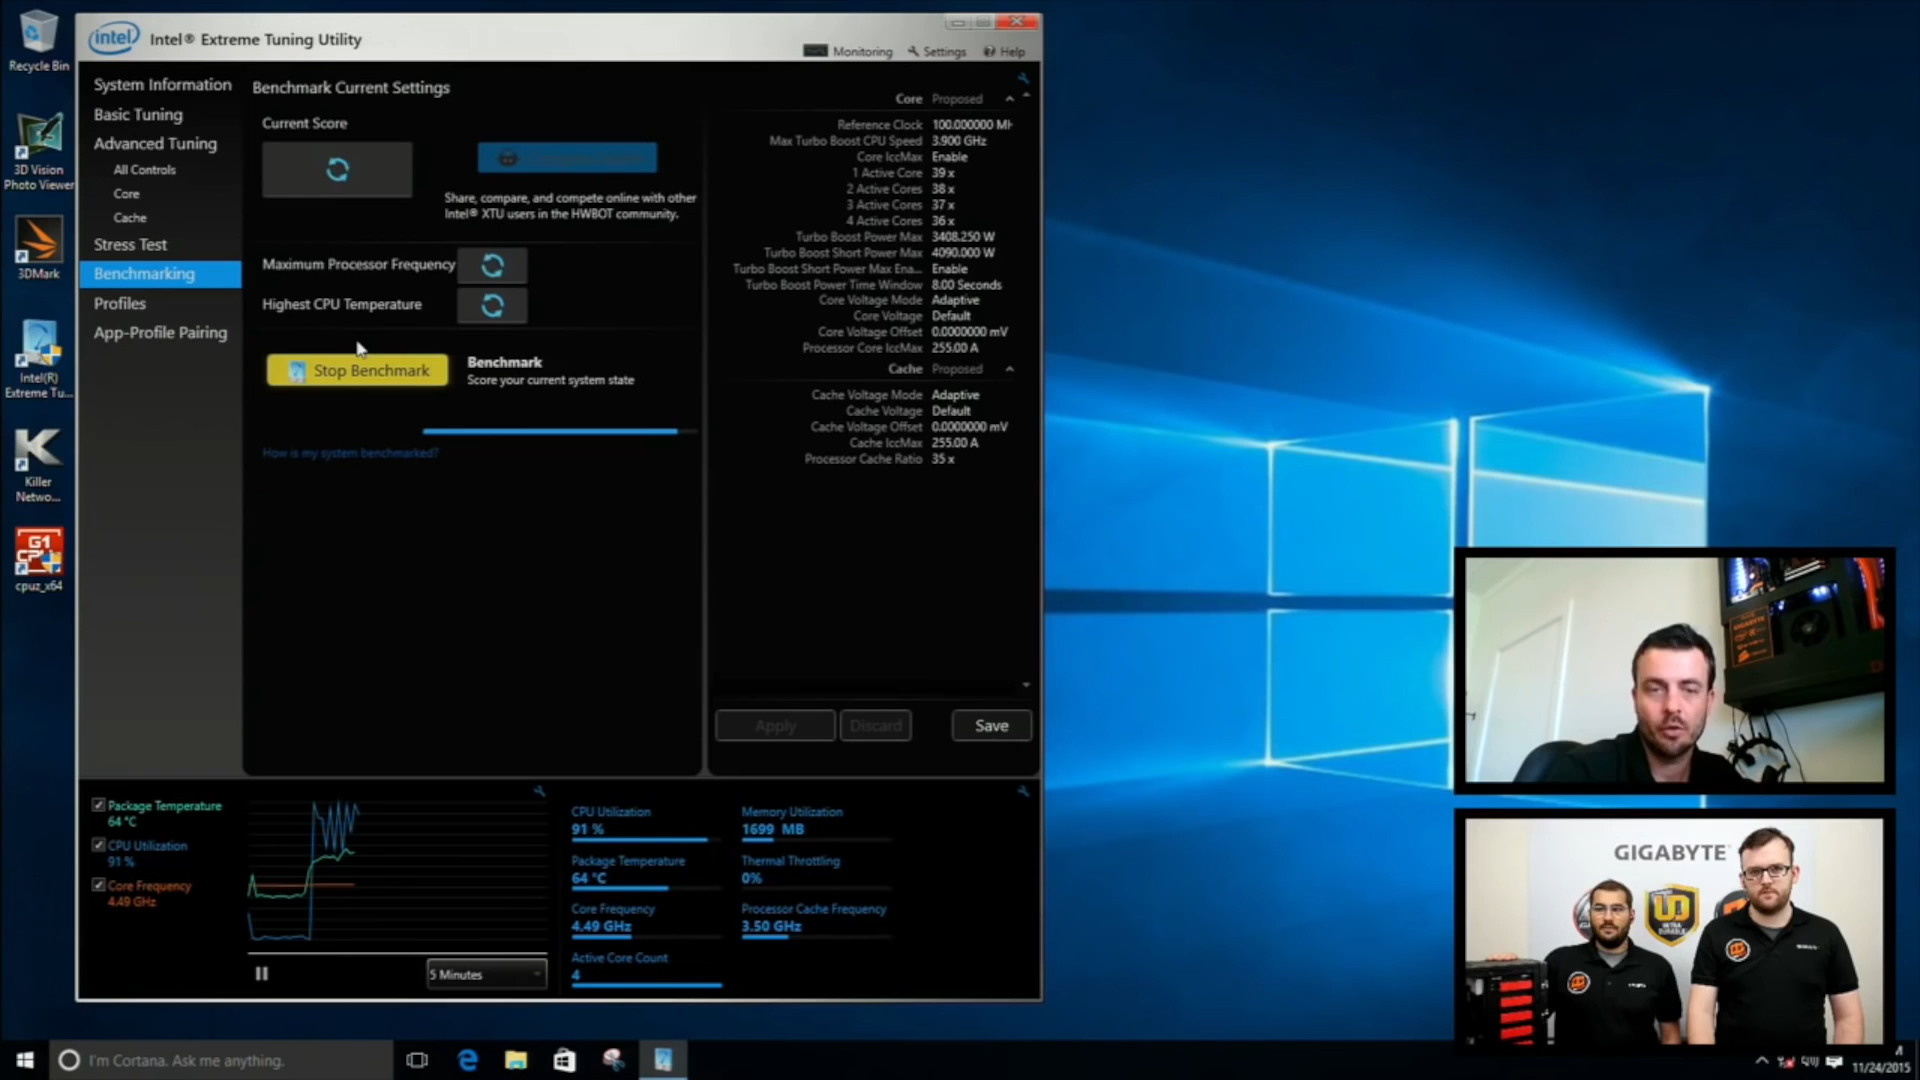 Recycle Bin
3D Vision
Photo Viewer
3DMark
Intel(R)
Extreme Tu...
Killer
Netwo...
G1
cpuz_x64
intel
Intel® Extreme Tuning Utility
Monitoring
Settings
Help
System Information
Basic Tuning
Advanced Tuning
All Controls
Core
Cache
Stress Test
Benchmarking
Profiles
App-Profile Pairing
Benchmark Current Settings
Current Score
Share, compare, and compete online with other
Intel® XTU users in the HWBOT community.
Maximum Processor Frequency
Highest CPU Temperature
Stop Benchmark
Benchmark
Score your current system state
How is my system benchmarked?
Core Proposed
Reference Clock 100.000000 MH
Max Turbo Boost CPU Speed 3.900 GHz
Core IccMax Enable
1 Active Core 39 x
2 Active Cores 38 x
3 Active Cores 37 x
4 Active Cores 36 x
Turbo Boost Power Max 3408.250 W
Turbo Boost Short Power Max 4090.000 W
Turbo Boost Short Power Max Ena... Enable
Turbo Boost Power Time Window 8.00 Seconds
Core Voltage Mode Adaptive
Core Voltage Default
Core Voltage Offset 0.0000000 mV
Processor Core IccMax 255.00 A
Cache Proposed
Cache Voltage Mode Adaptive
Cache Voltage Default
Cache Voltage Offset 0.0000000 mV
Cache IccMax 255.00 A
Processor Cache Ratio 35 x
Apply
Discard
Save
Package Temperature
64 °C
CPU Utilization
91 %
Core Frequency
4.49 GHz
5 Minutes
CPU Utilization
91 %
Package Temperature
64 °C
Core Frequency
4.49 GHz
Active Core Count
4
Memory Utilization
1699 MB
Thermal Throttling
0%
Processor Cache Frequency
3.50 GHz
GIGABYTE
GIGABYTE
UD
I'm Cortana. Ask me anything.
11/24/2015